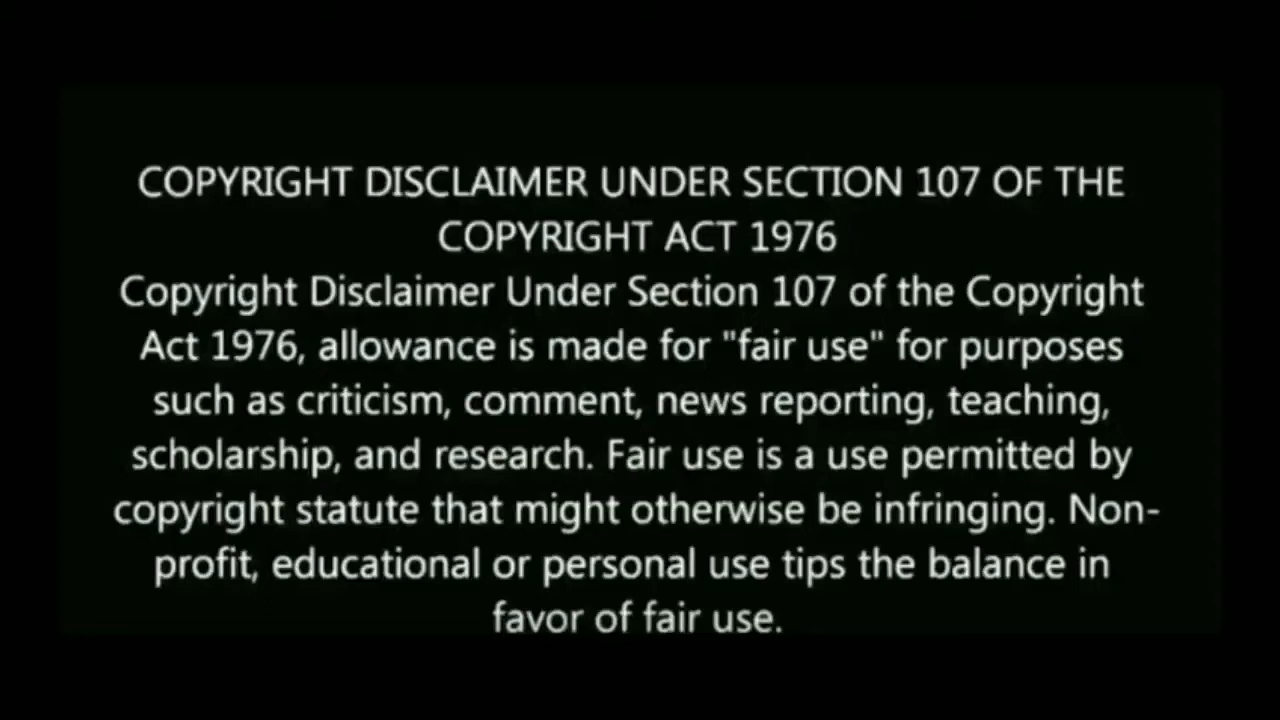 COPYRIGHT DISCLAIMER UNDER SECTION 107 OF THE
COPYRIGHT ACT 1976
Copyright Disclaimer Under Section 107 of the Copyright
Act 1976, allowance is made for "fair use" for purposes
such as criticism, comment, news reporting, teaching,
scholarship, and research. Fair use is a use permitted by
copyright statute that might otherwise be infringing. Non-
profit, educational or personal use tips the balance in
favor of fair use.